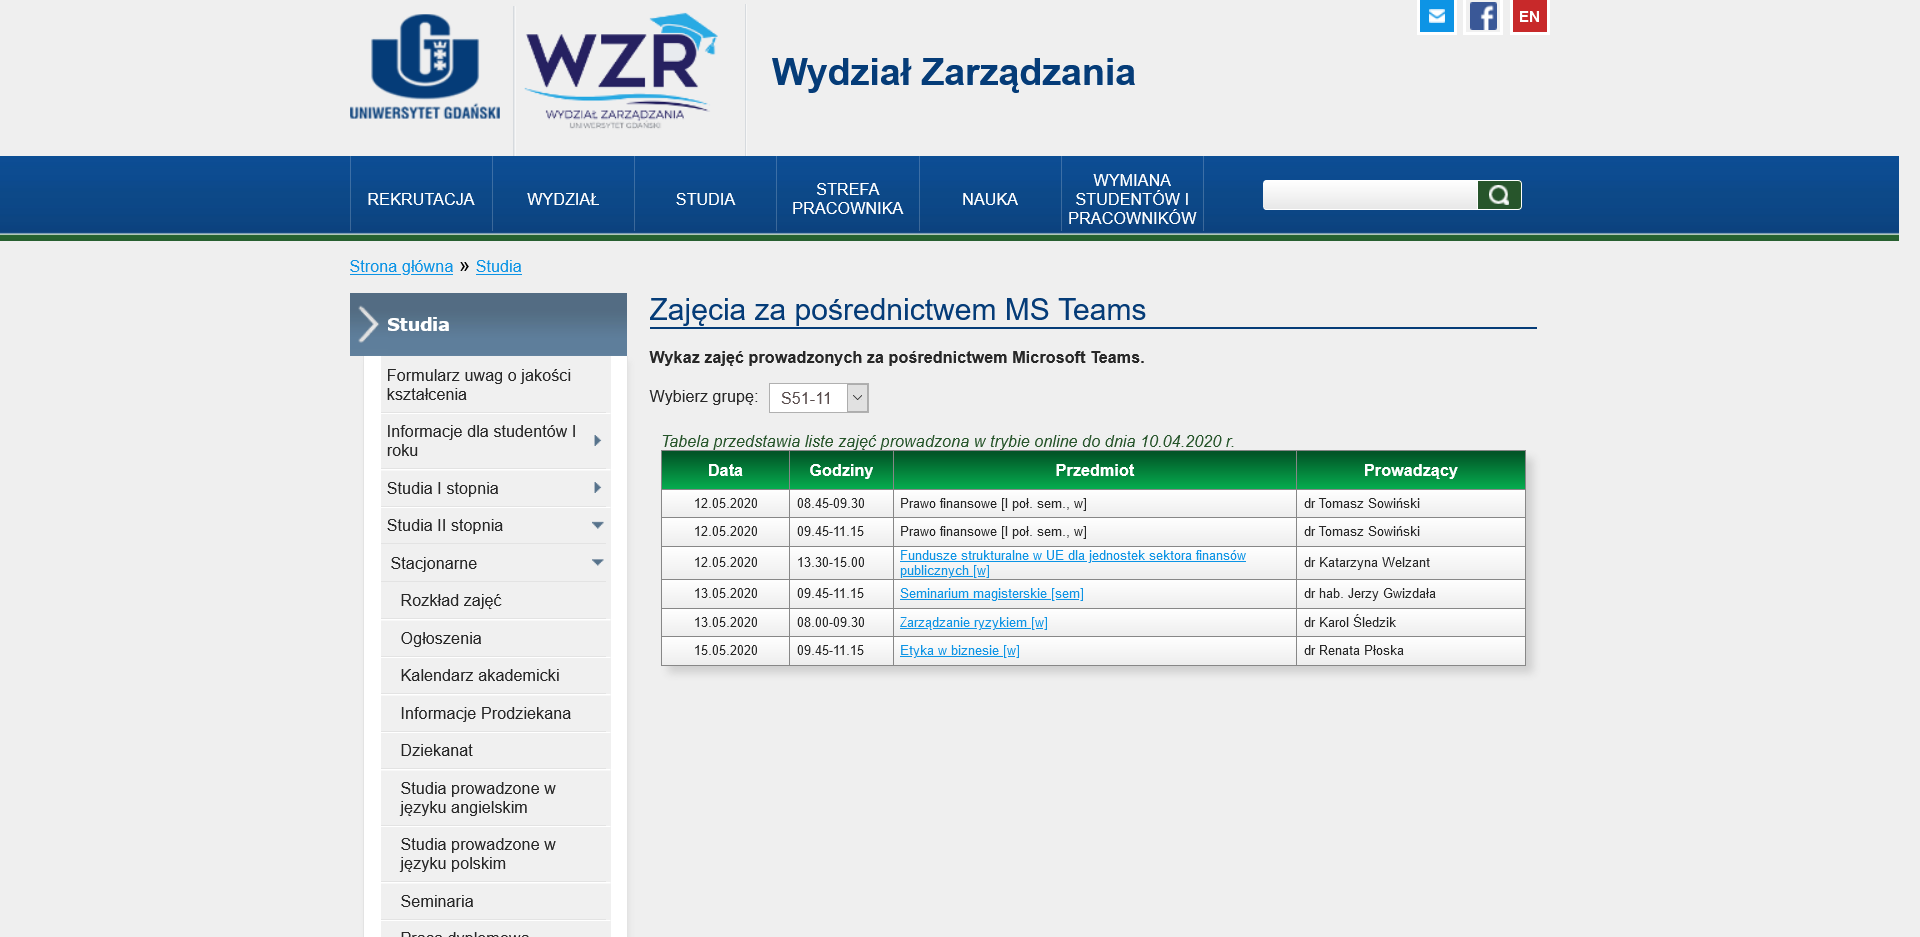 UNIWERSYTET GDAŃSKI
WZR
WYDZIAŁ ZARZĄDZANIA
UNIWERSYTET GDAŃSKI
Wydział Zarządzania
EN
REKRUTACJA
WYDZIAŁ
STUDIA
STREFA
PRACOWNIKA
NAUKA
WYMIANA
STUDENTÓW I
PRACOWNIKÓW
Strona główna » Studia
Studia
Formularz uwag o jakości
kształcenia
Informacje dla studentów I
roku
Studia I stopnia
Studia II stopnia
Stacjonarne
Rozkład zajęć
Ogłoszenia
Kalendarz akademicki
Informacje Prodziekana
Dziekanat
Studia prowadzone w
języku angielskim
Studia prowadzone w
języku polskim
Seminaria
Praca dyplomowa
Zajęcia za pośrednictwem MS Teams
Wykaz zajęć prowadzonych za pośrednictwem Microsoft Teams.
Wybierz grupę: S51-11
Tabela przedstawia liste zajęć prowadzona w trybie online do dnia 10.04.2020 r.
Data Godziny Przedmiot Prowadzący
12.05.2020 08.45-09.30 Prawo finansowe [I poł. sem., w] dr Tomasz Sowiński
12.05.2020 09.45-11.15 Prawo finansowe [I poł. sem., w] dr Tomasz Sowiński
12.05.2020 13.30-15.00 Fundusze strukturalne w UE dla jednostek sektora finansów
publicznych [w] dr Katarzyna Welzant
13.05.2020 09.45-11.15 Seminarium magisterskie [sem] dr hab. Jerzy Gwizdała
13.05.2020 08.00-09.30 Zarządzanie ryzykiem [w] dr Karol Śledzik
15.05.2020 09.45-11.15 Etyka w biznesie [w] dr Renata Płoska